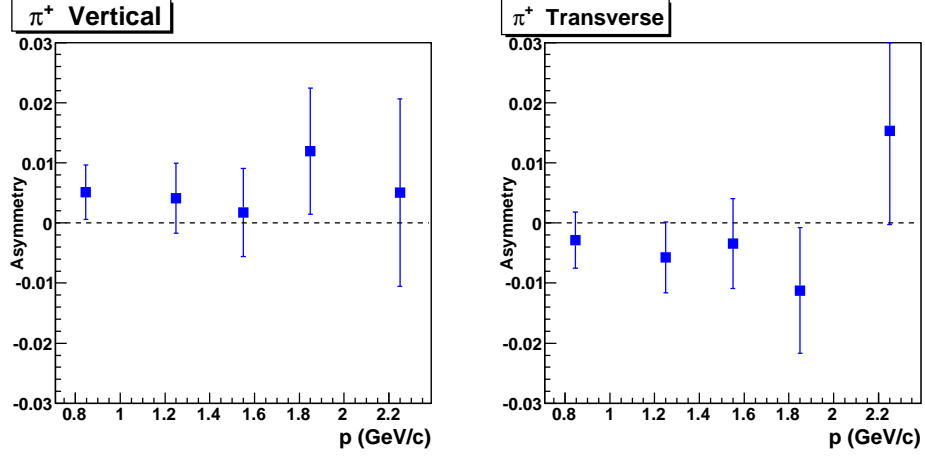 π⁺ Vertical
Asymmetry
0.03
0.02
0.01
0
-0.01
-0.02
-0.03
0.8 1 1.2 1.4 1.6 1.8 2 2.2
p (GeV/c)
π⁺ Transverse
Asymmetry
0.03
0.02
0.01
0
-0.01
-0.02
-0.03
0.8 1 1.2 1.4 1.6 1.8 2 2.2
p (GeV/c)